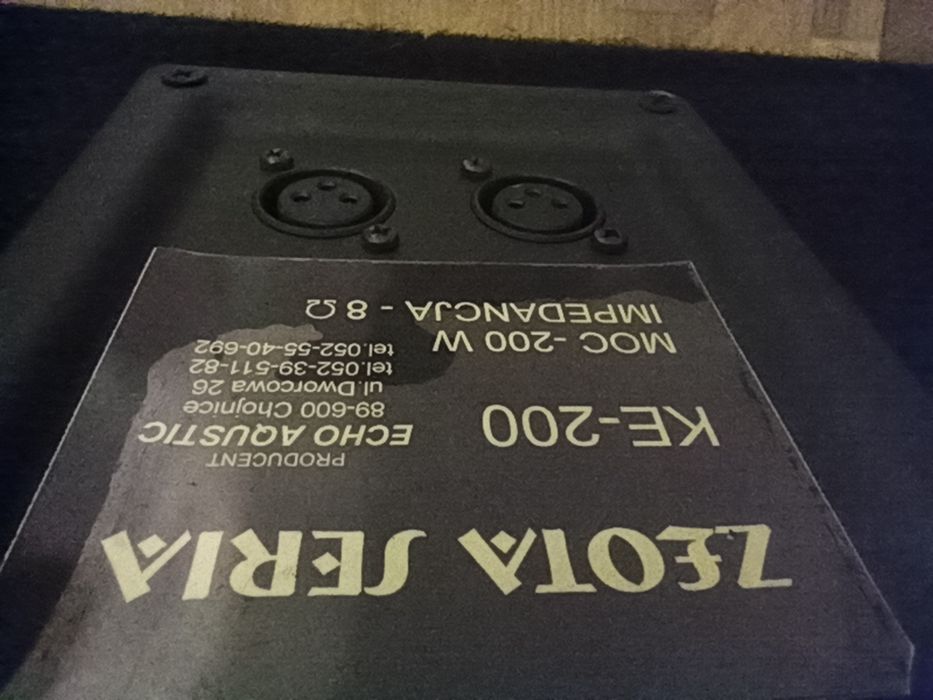 ZŁOTA SERIA
PRODUCENT
KE-200 ECHO AQUSTIC
89-600 Chojnice
ul.Dworcowa 26
tel.052-39-511-82
MOC -200 W tel.052-55-40-692
IMPEDANCJA - 8 Ω